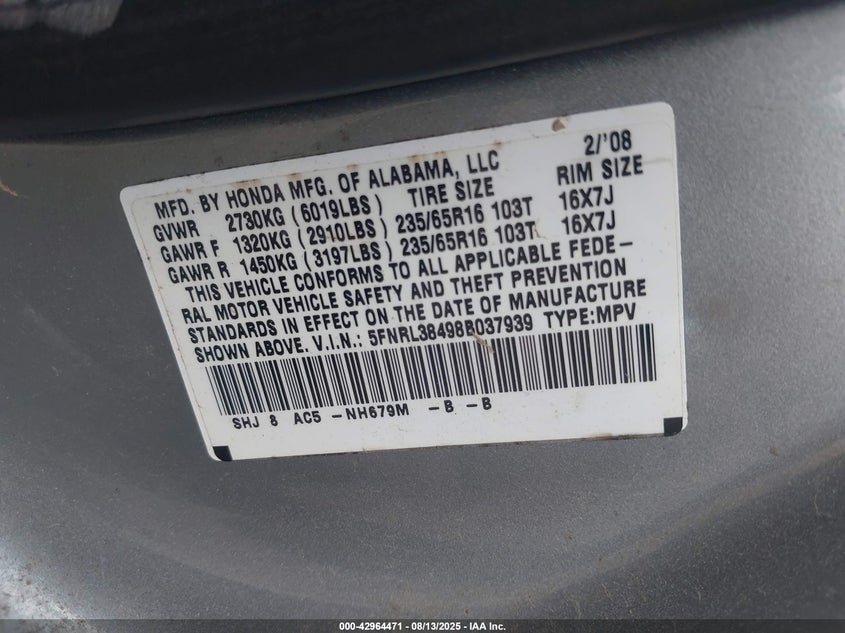 MFD. BY HONDA MFG. OF ALABAMA, LLC 2/'08
GVWR 2730KG (6019LBS) TIRE SIZE RIM SIZE
GAWR F 1320KG (2910LBS) 235/65R16 103T 16X7J
GAWR R 1450KG (3197LBS) 235/65R16 103T 16X7J
THIS VEHICLE CONFORMS TO ALL APPLICABLE FEDE-
RAL MOTOR VEHICLE SAFETY AND THEFT PREVENTION
STANDARDS IN EFFECT ON THE DATE OF MANUFACTURE
SHOWN ABOVE. V.I.N.: 5FNRL38498B037939 TYPE:MPV
SHJ 8 AC5 -NH679M -B -B
000-42964471 - 08/13/2025 - IAA Inc.